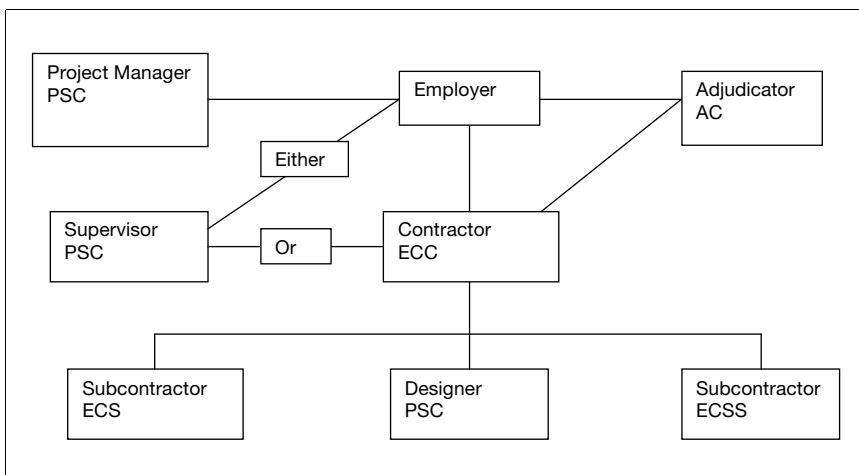 Project Manager
PSC
Employer
Adjudicator
AC
Either
Supervisor
PSC
Or
Contractor
ECC
Subcontractor
ECS
Designer
PSC
Subcontractor
ECSS